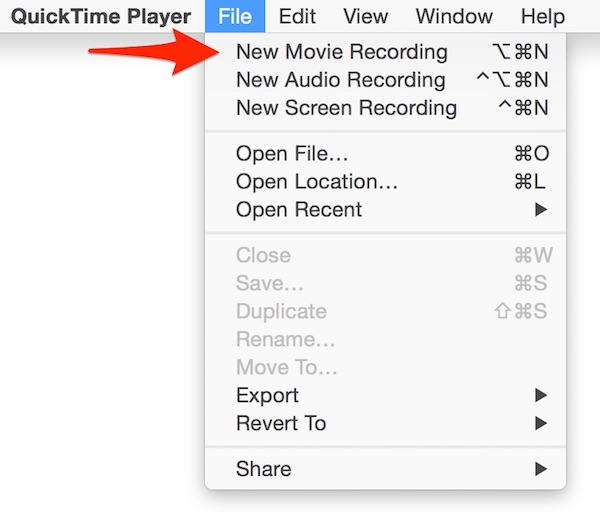 QuickTime Player File Edit View Window Help
New Movie Recording ⌥⌘N
New Audio Recording ^⌥⌘N
New Screen Recording ^⌘N
Open File… ⌘O
Open Location… ⌘L
Open Recent ▶
Close ⌘W
Save… ⌘S
Duplicate ⇧⌘S
Rename…
Move To…
Export ▶
Revert To ▶
Share ▶